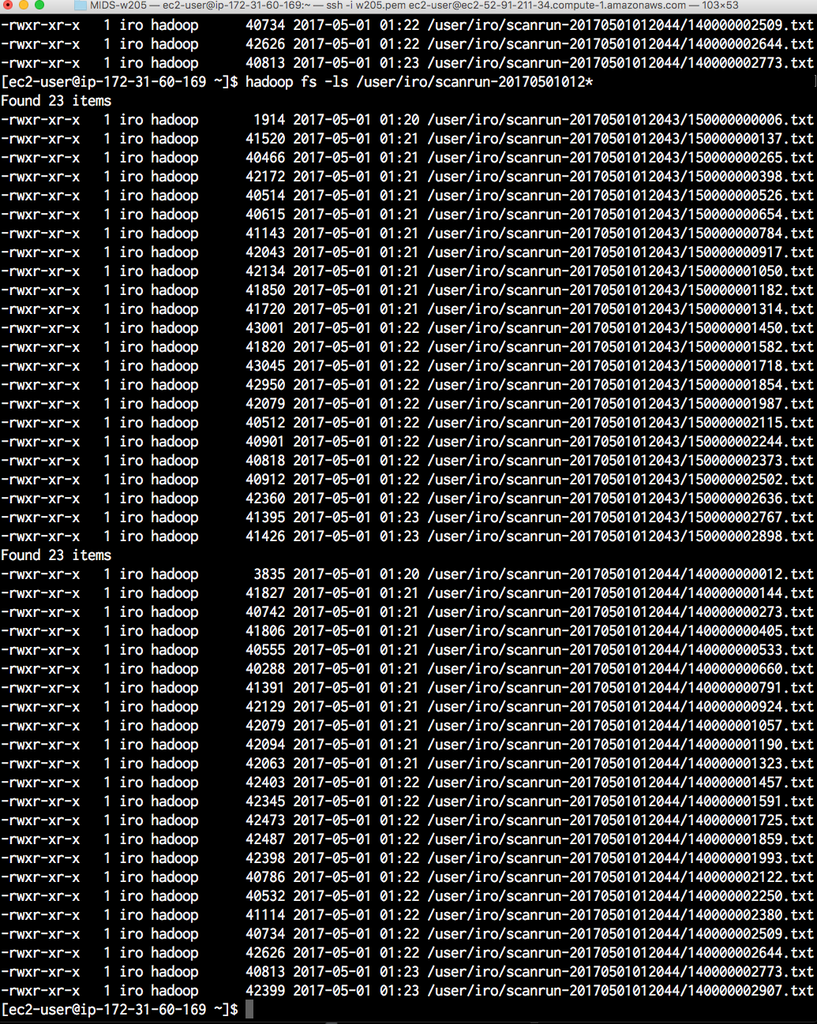 MIDS-w205 — ec2-user@ip-172-31-60-169:~ — ssh -i w205.pem ec2-user@ec2-52-91-211-34.compute-1.amazonaws.com — 103×53
-rwxr-xr-x 1 iro hadoop 40734 2017-05-01 01:22 /user/iro/scanrun-20170501012044/140000002509.txt
-rwxr-xr-x 1 iro hadoop 42626 2017-05-01 01:22 /user/iro/scanrun-20170501012044/140000002644.txt
-rwxr-xr-x 1 iro hadoop 40813 2017-05-01 01:22 /user/iro/scanrun-20170501012044/140000002773.txt
[ec2-user@ip-172-31-60-169 ~]$ hadoop fs -ls /user/iro/scanrun-20170501012*
Found 23 items
-rwxr-xr-x 1 iro hadoop 1914 2017-05-01 01:20 /user/iro/scanrun-20170501012043/150000000006.txt
-rwxr-xr-x 1 iro hadoop 41520 2017-05-01 01:21 /user/iro/scanrun-20170501012043/150000000137.txt
-rwxr-xr-x 1 iro hadoop 40466 2017-05-01 01:21 /user/iro/scanrun-20170501012043/150000000265.txt
-rwxr-xr-x 1 iro hadoop 42172 2017-05-01 01:21 /user/iro/scanrun-20170501012043/150000000398.txt
-rwxr-xr-x 1 iro hadoop 40514 2017-05-01 01:21 /user/iro/scanrun-20170501012043/150000000526.txt
-rwxr-xr-x 1 iro hadoop 40615 2017-05-01 01:21 /user/iro/scanrun-20170501012043/150000000654.txt
-rwxr-xr-x 1 iro hadoop 41143 2017-05-01 01:21 /user/iro/scanrun-20170501012043/150000000784.txt
-rwxr-xr-x 1 iro hadoop 42043 2017-05-01 01:21 /user/iro/scanrun-20170501012043/150000000917.txt
-rwxr-xr-x 1 iro hadoop 42134 2017-05-01 01:21 /user/iro/scanrun-20170501012043/150000001050.txt
-rwxr-xr-x 1 iro hadoop 41850 2017-05-01 01:21 /user/iro/scanrun-20170501012043/150000001182.txt
-rwxr-xr-x 1 iro hadoop 41720 2017-05-01 01:21 /user/iro/scanrun-20170501012043/150000001314.txt
-rwxr-xr-x 1 iro hadoop 43001 2017-05-01 01:22 /user/iro/scanrun-20170501012043/150000001450.txt
-rwxr-xr-x 1 iro hadoop 41820 2017-05-01 01:22 /user/iro/scanrun-20170501012043/150000001582.txt
-rwxr-xr-x 1 iro hadoop 43045 2017-05-01 01:22 /user/iro/scanrun-20170501012043/150000001718.txt
-rwxr-xr-x 1 iro hadoop 42950 2017-05-01 01:22 /user/iro/scanrun-20170501012043/150000001854.txt
-rwxr-xr-x 1 iro hadoop 42079 2017-05-01 01:22 /user/iro/scanrun-20170501012043/150000001987.txt
-rwxr-xr-x 1 iro hadoop 40512 2017-05-01 01:22 /user/iro/scanrun-20170501012043/150000002115.txt
-rwxr-xr-x 1 iro hadoop 40901 2017-05-01 01:22 /user/iro/scanrun-20170501012043/150000002244.txt
-rwxr-xr-x 1 iro hadoop 40818 2017-05-01 01:22 /user/iro/scanrun-20170501012043/150000002373.txt
-rwxr-xr-x 1 iro hadoop 40912 2017-05-01 01:22 /user/iro/scanrun-20170501012043/150000002502.txt
-rwxr-xr-x 1 iro hadoop 42360 2017-05-01 01:22 /user/iro/scanrun-20170501012043/150000002636.txt
-rwxr-xr-x 1 iro hadoop 41395 2017-05-01 01:23 /user/iro/scanrun-20170501012043/150000002767.txt
-rwxr-xr-x 1 iro hadoop 41426 2017-05-01 01:23 /user/iro/scanrun-20170501012043/150000002898.txt
Found 23 items
-rwxr-xr-x 1 iro hadoop 3835 2017-05-01 01:20 /user/iro/scanrun-20170501012044/140000000012.txt
-rwxr-xr-x 1 iro hadoop 41827 2017-05-01 01:21 /user/iro/scanrun-20170501012044/140000000144.txt
-rwxr-xr-x 1 iro hadoop 40742 2017-05-01 01:21 /user/iro/scanrun-20170501012044/140000000273.txt
-rwxr-xr-x 1 iro hadoop 41806 2017-05-01 01:21 /user/iro/scanrun-20170501012044/140000000405.txt
-rwxr-xr-x 1 iro hadoop 40555 2017-05-01 01:21 /user/iro/scanrun-20170501012044/140000000533.txt
-rwxr-xr-x 1 iro hadoop 40288 2017-05-01 01:21 /user/iro/scanrun-20170501012044/140000000660.txt
-rwxr-xr-x 1 iro hadoop 41391 2017-05-01 01:21 /user/iro/scanrun-20170501012044/140000000791.txt
-rwxr-xr-x 1 iro hadoop 42129 2017-05-01 01:21 /user/iro/scanrun-20170501012044/140000000924.txt
-rwxr-xr-x 1 iro hadoop 42079 2017-05-01 01:21 /user/iro/scanrun-20170501012044/140000001057.txt
-rwxr-xr-x 1 iro hadoop 42094 2017-05-01 01:21 /user/iro/scanrun-20170501012044/140000001190.txt
-rwxr-xr-x 1 iro hadoop 42063 2017-05-01 01:21 /user/iro/scanrun-20170501012044/140000001323.txt
-rwxr-xr-x 1 iro hadoop 42403 2017-05-01 01:22 /user/iro/scanrun-20170501012044/140000001457.txt
-rwxr-xr-x 1 iro hadoop 42345 2017-05-01 01:22 /user/iro/scanrun-20170501012044/140000001591.txt
-rwxr-xr-x 1 iro hadoop 42473 2017-05-01 01:22 /user/iro/scanrun-20170501012044/140000001725.txt
-rwxr-xr-x 1 iro hadoop 42487 2017-05-01 01:22 /user/iro/scanrun-20170501012044/140000001859.txt
-rwxr-xr-x 1 iro hadoop 42398 2017-05-01 01:22 /user/iro/scanrun-20170501012044/140000001993.txt
-rwxr-xr-x 1 iro hadoop 40786 2017-05-01 01:22 /user/iro/scanrun-20170501012044/140000002122.txt
-rwxr-xr-x 1 iro hadoop 40532 2017-05-01 01:22 /user/iro/scanrun-20170501012044/140000002250.txt
-rwxr-xr-x 1 iro hadoop 41114 2017-05-01 01:22 /user/iro/scanrun-20170501012044/140000002380.txt
-rwxr-xr-x 1 iro hadoop 40734 2017-05-01 01:22 /user/iro/scanrun-20170501012044/140000002509.txt
-rwxr-xr-x 1 iro hadoop 42626 2017-05-01 01:22 /user/iro/scanrun-20170501012044/140000002644.txt
-rwxr-xr-x 1 iro hadoop 40813 2017-05-01 01:23 /user/iro/scanrun-20170501012044/140000002773.txt
-rwxr-xr-x 1 iro hadoop 42399 2017-05-01 01:23 /user/iro/scanrun-20170501012044/140000002907.txt
[ec2-user@ip-172-31-60-169 ~]$